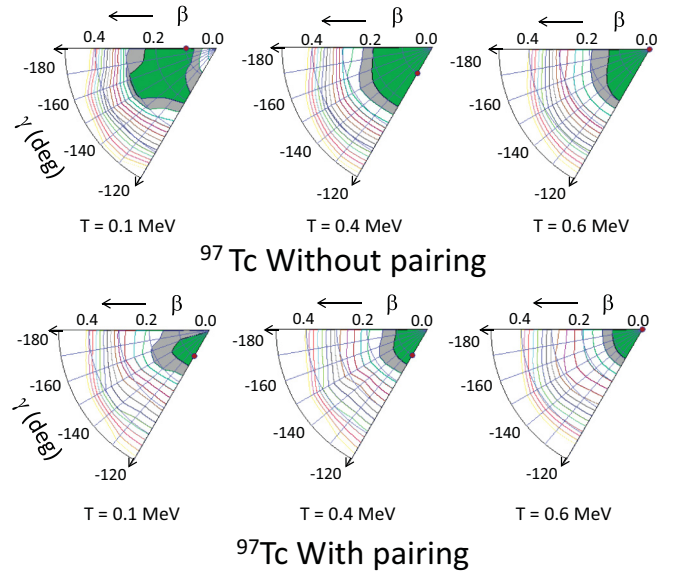 β β β
0.4 0.2 0.0 0.4 0.2 0.0 0.4 0.2 0.0
-180 -180 -180
-160 -160 -160
-140 -140 -140
-120 -120 -120
γ (deg)
T = 0.1 MeV T = 0.4 MeV T = 0.6 MeV
⁹⁷Tc Without pairing
β β β
0.4 0.2 0.0 0.4 0.2 0.0 0.4 0.2 0.0
-180 -180 -180
-160 -160 -160
-140 -140 -140
-120 -120 -120
γ (deg)
T = 0.1 MeV T = 0.4 MeV T = 0.6 MeV
⁹⁷Tc With pairing